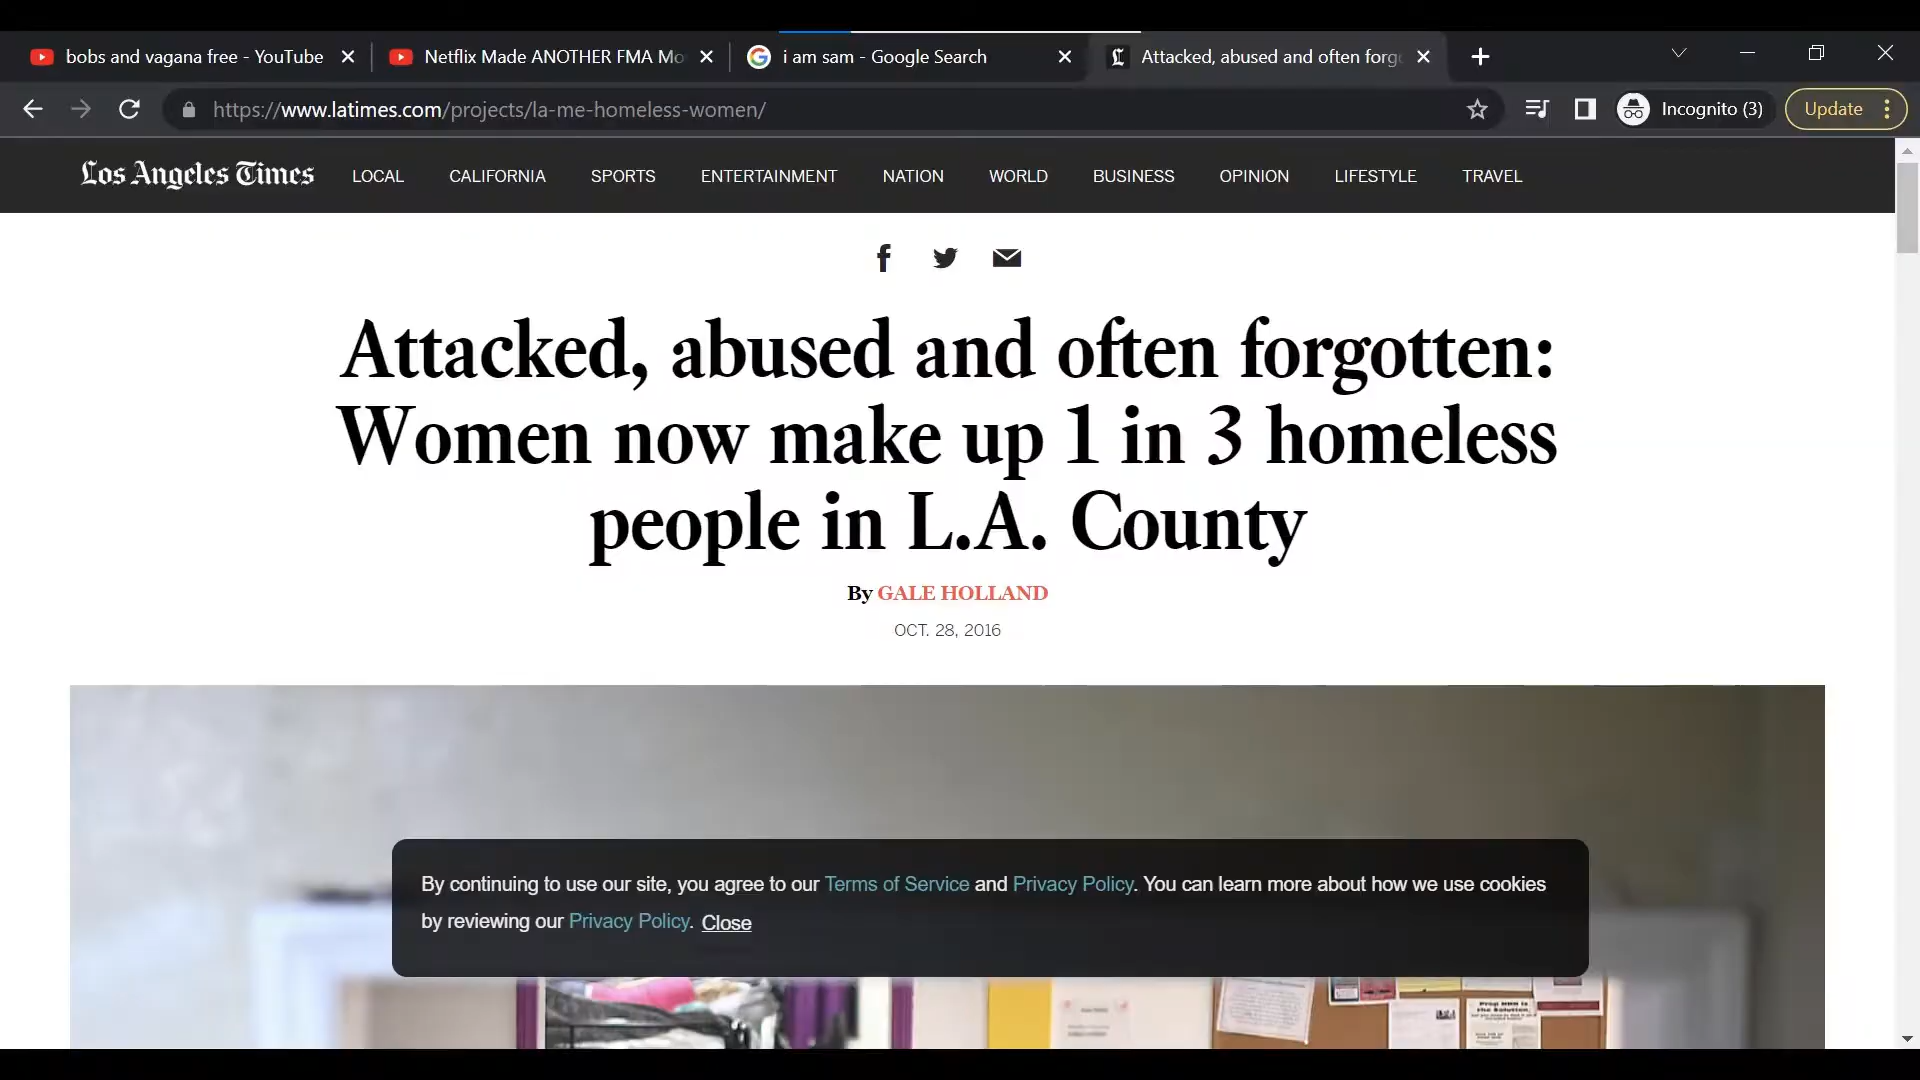 bobs and vagana free - YouTube
Netflix Made ANOTHER FMA Mo
i am sam - Google Search
Attacked, abused and often forg
https://www.latimes.com/projects/la-me-homeless-women/
Incognito (3)
Update
Los Angeles Times
LOCAL
CALIFORNIA
SPORTS
ENTERTAINMENT
NATION
WORLD
BUSINESS
OPINION
LIFESTYLE
TRAVEL
Attacked, abused and often forgotten:
Women now make up 1 in 3 homeless
people in L.A. County
By GALE HOLLAND
OCT. 28, 2016
By continuing to use our site, you agree to our Terms of Service and Privacy Policy. You can learn more about how we use cookies
by reviewing our Privacy Policy. Close